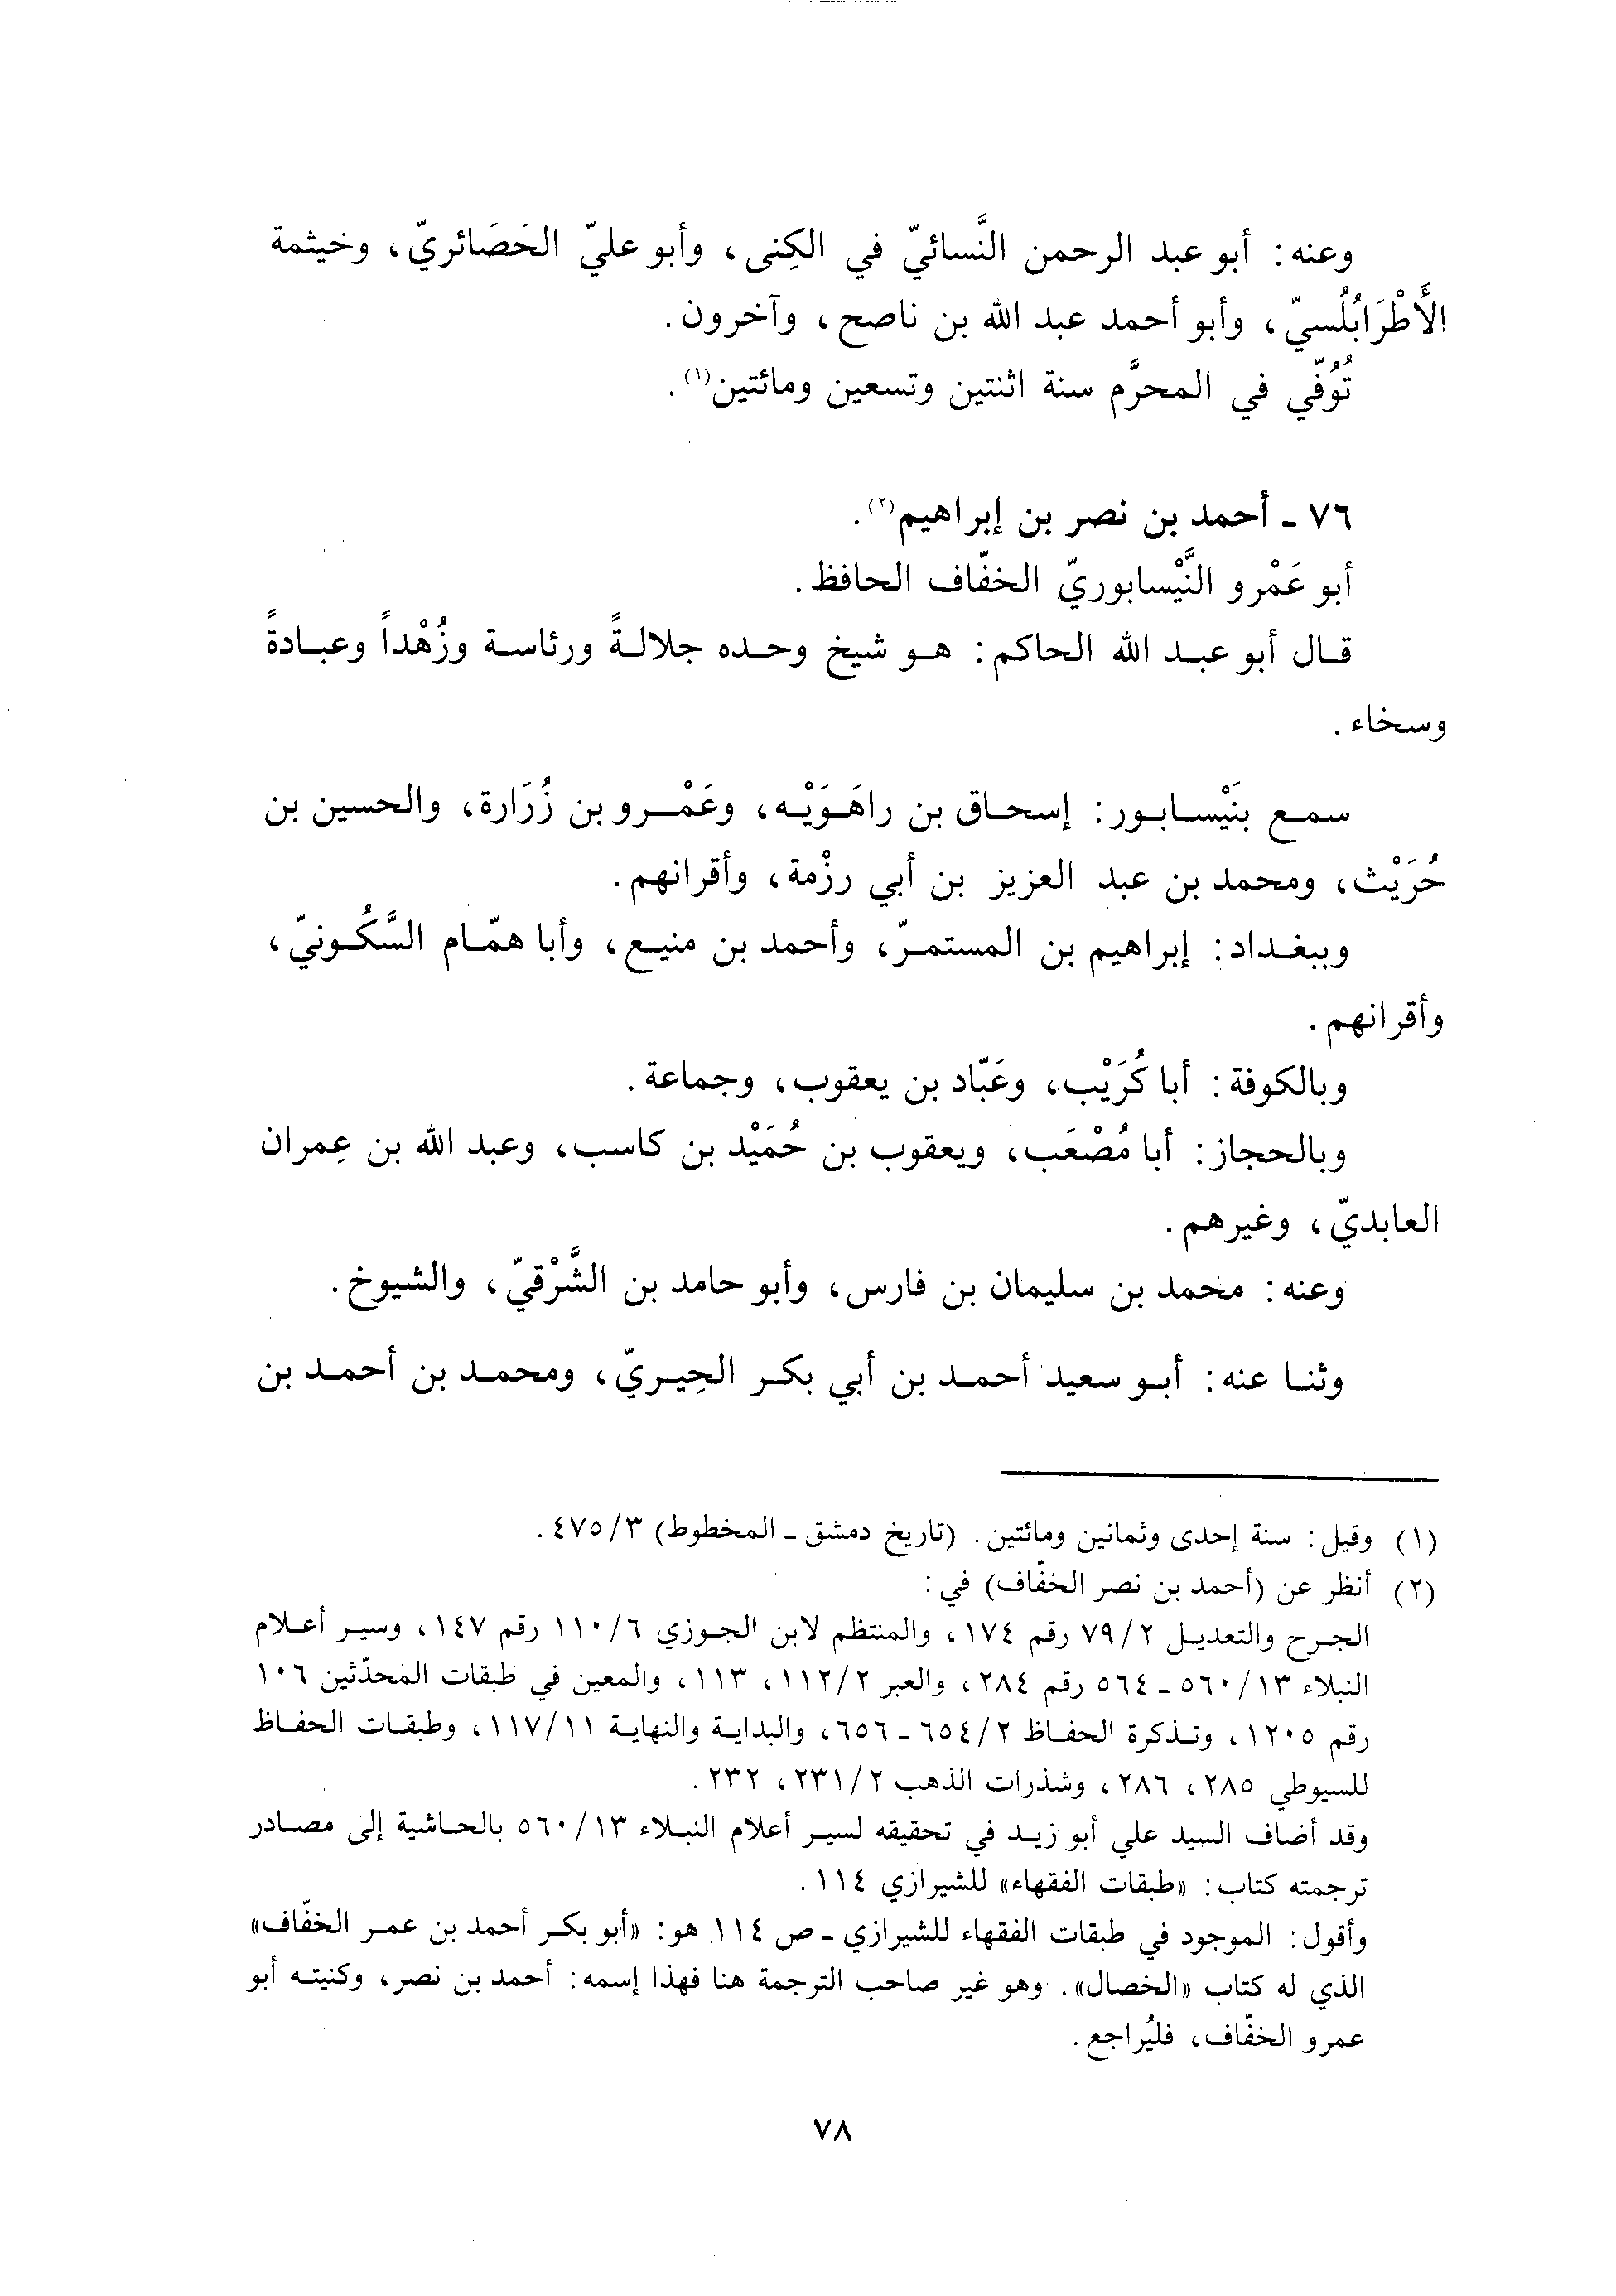 وعنه: أبو عبد الرحمن النَّسائيّ في الكِنى، وأبو عليّ الحَصَائريّ، وخيثمة
الأَطْرَابُلُسيّ، وأبو أحمد عبد الله بن ناصح، وآخرون.
تُوُفّي في المحرَّم سنة اثنتين وتسعين ومائتين(١).
٧٦ ـ أحمد بن نصر بن إبراهيم(٢).
أبو عَمْرو النَّيْسابوريّ الخفّاف الحافظ.
قال أبو عبد الله الحاكم: هو شيخ وحده جلالةً ورئاسة وزُهْداً وعبادةً
وسخاء.
سمع بنَيْسابور: إسحاق بن راهَوَيْه، وعَمْرو بن زُرَارة، والحسين بن
حُرَيْث، ومحمد بن عبد العزيز بن أبي رزْمة، وأقرانهم.
وببغداد: إبراهيم بن المستمرّ، وأحمد بن منيع، وأبا همّام السَّكُونيّ،
وأقرانهم.
وبالكوفة: أبا كُرَيْب، وعَبّاد بن يعقوب، وجماعة.
وبالحجاز: أبا مُصْعَب، ويعقوب بن حُمَيْد بن كاسب، وعبد الله بن عِمران
العابديّ، وغيرهم.
وعنه: محمد بن سليمان بن فارس، وأبو حامد بن الشَّرْقيّ، والشيوخ.
وثنا عنه: أبو سعيد أحمد بن أبي بكر الحِيريّ، ومحمد بن أحمد بن
(١) وقيل: سنة إحدى وثمانين ومائتين. (تاريخ دمشق ـ المخطوط) ٤٧٥/٣.
(٢) أنظر عن (أحمد بن نصر الخفّاف) في:
الجرح والتعديل ٧٩/٢ رقم ١٧٤، والمنتظم لابن الجوزي ١١٠/٦ رقم ١٤٧، وسير أعلام
النبلاء ٥٦٠/١٣ ـ ٥٦٤ رقم ٢٨٤، والعبر ١١٢/٢، ١١٣، والمعين في طبقات المحدّثين ١٠٦
رقم ١٢٠٥، وتذكرة الحفاظ ٦٥٤/٢ ـ ٦٥٦، والبداية والنهاية ١١٧/١١، وطبقات الحفاظ
للسيوطي ٢٨٥، ٢٨٦، وشذرات الذهب ٢٣١/٢، ٢٣٢.
وقد أضاف السيد علي أبو زيد في تحقيقه لسير أعلام النبلاء ٥٦٠/١٣ بالحاشية إلى مصادر
ترجمته كتاب: «طبقات الفقهاء» للشيرازي ١١٤.
وأقول: الموجود في طبقات الفقهاء للشيرازي ـ ص ١١٤ هو: «أبو بكر أحمد بن عمر الخفّاف»
الذي له كتاب «الخصال». وهو غير صاحب الترجمة هنا فهذا إسمه: أحمد بن نصر، وكنيته أبو
عمرو الخفّاف، فليُراجع.
٧٨